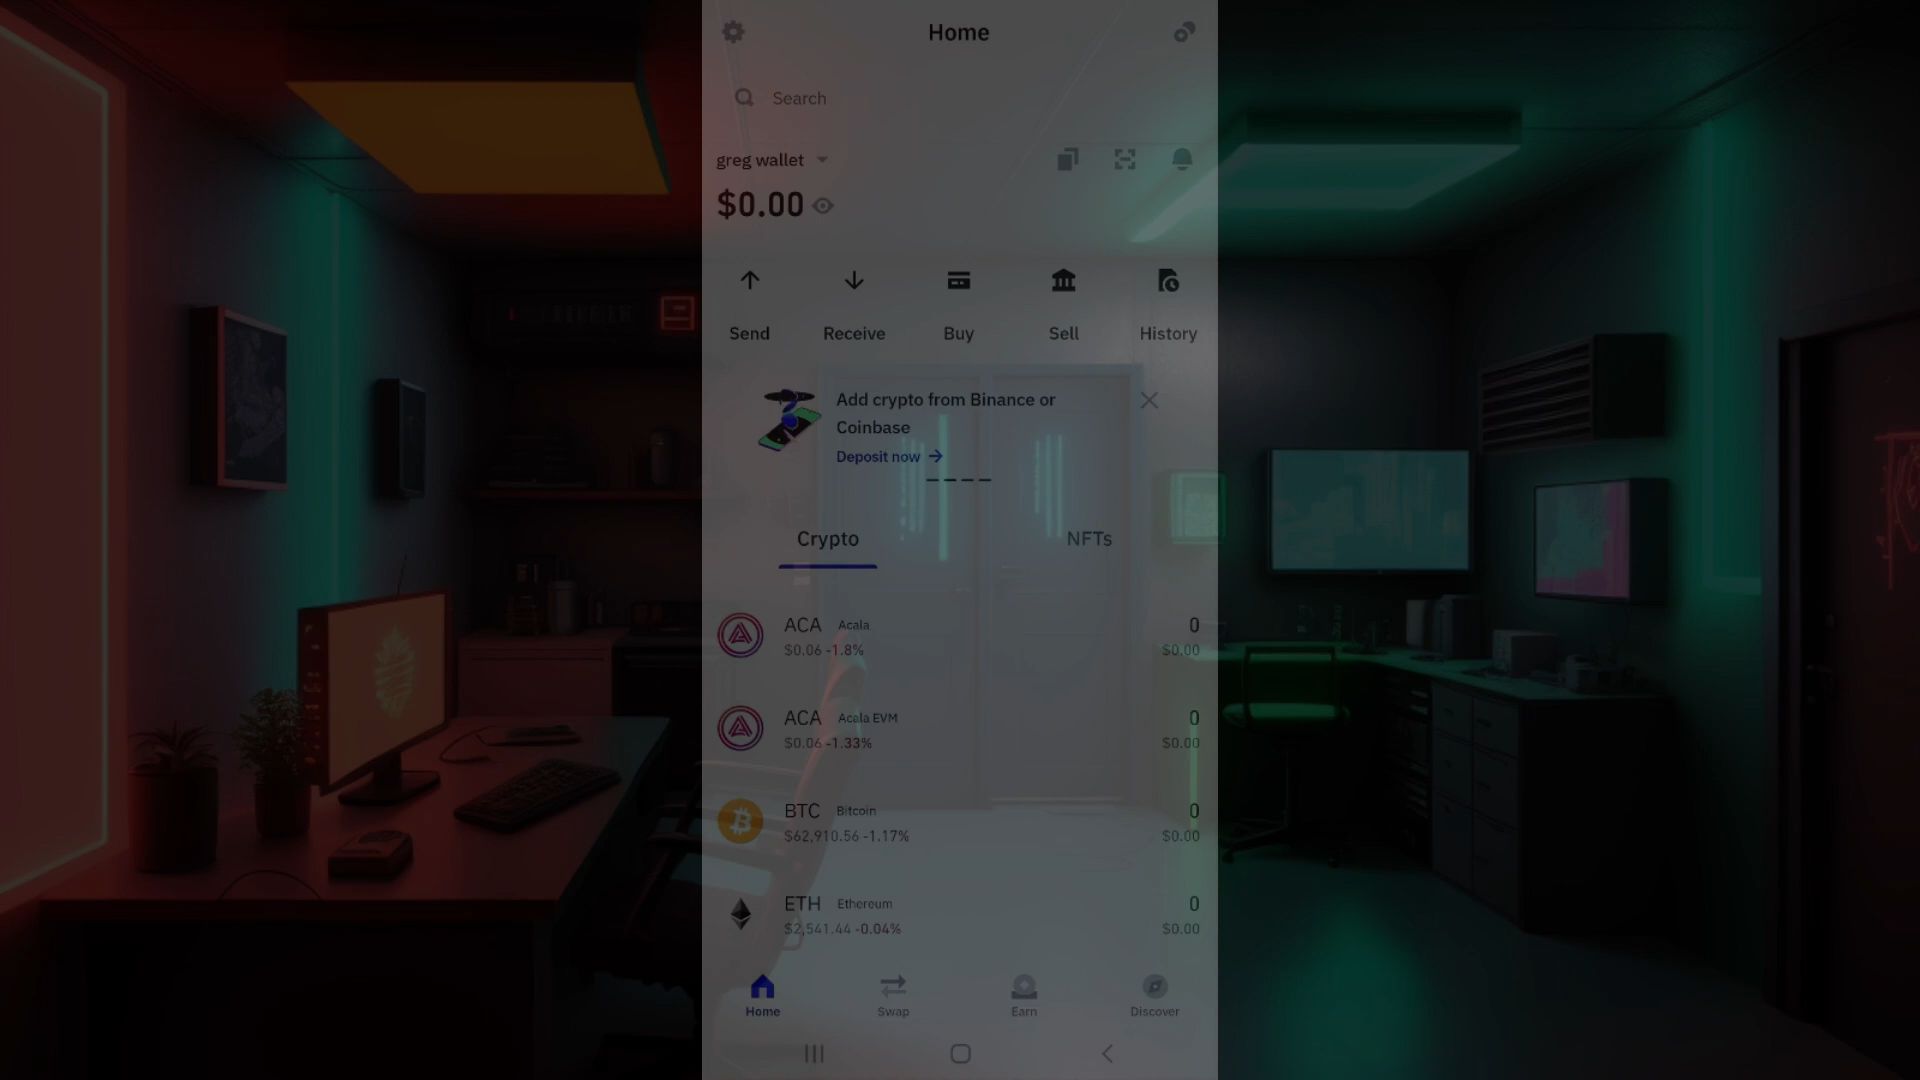 Home
Search
greg wallet
$0.00
Send Receive Buy Sell History
Add crypto from Binance or
Coinbase
Deposit now
Crypto NFTs
ACA Acala 0
$0.06 -1.8% $0.00
ACA Acala EVM 0
$0.06 -1.33% $0.00
BTC Bitcoin 0
$62,910.56 -1.17% $0.00
ETH Ethereum 0
$2,541.44 -0.04% $0.00
Home Swap Earn Discover